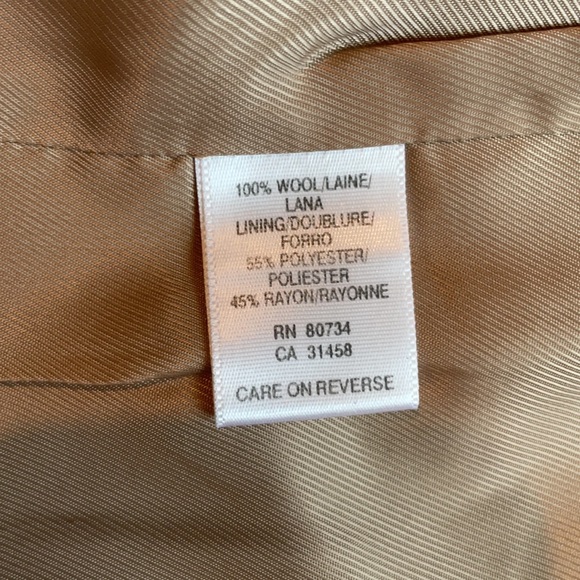 100% WOOL/LAINE/
LANA
LINING/DOUBLURE/
FORRO
55% POLYESTER/
POLIESTER
45% RAYON/RAYONNE
RN 80734
CA 31458
CARE ON REVERSE